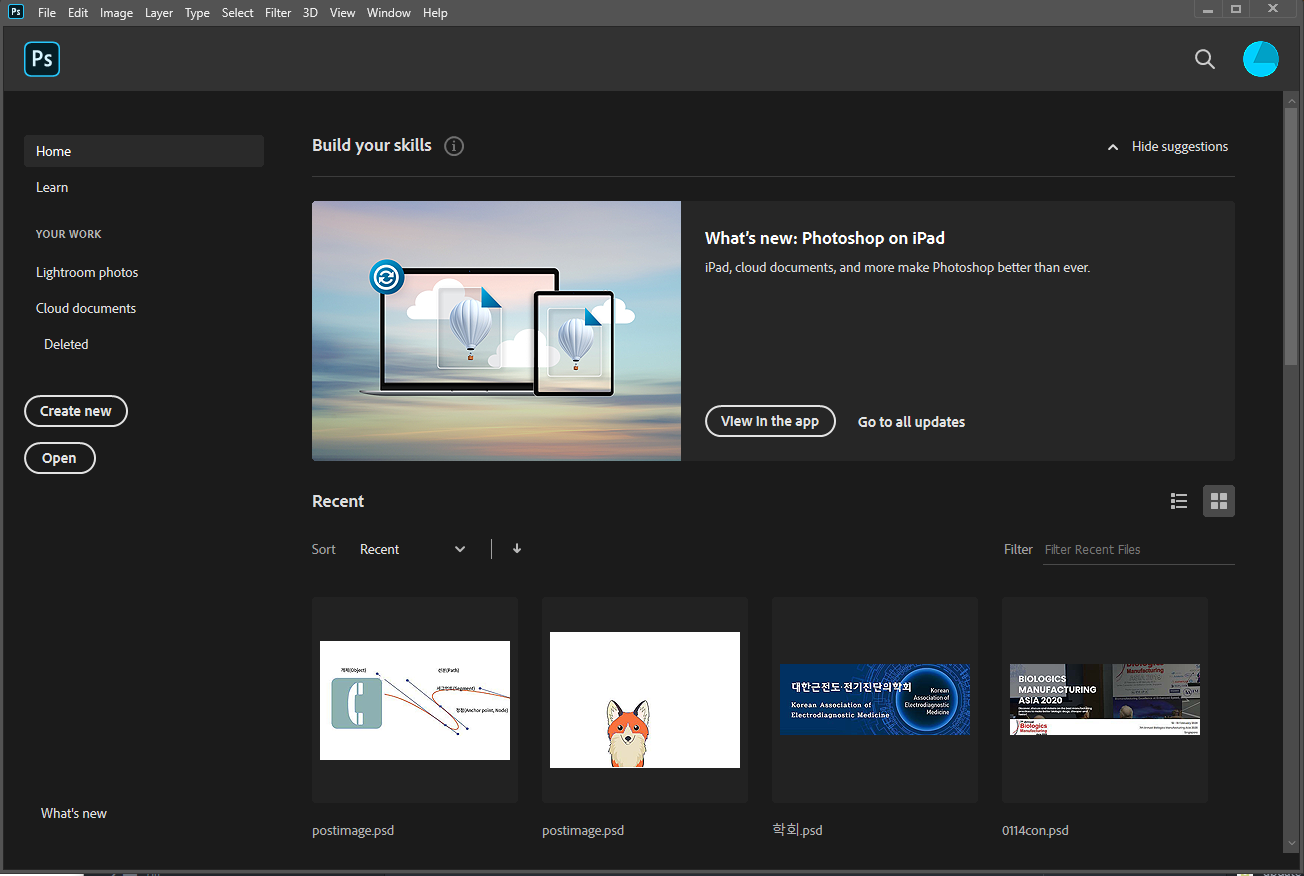 Ps File Edit Image Layer Type Select Filter 3D View Window Help
Ps
Home
Learn
YOUR WORK
Lightroom photos
Cloud documents
Deleted
Create new
Open
What's new
Build your skills
Hide suggestions
What's new: Photoshop on iPad
iPad, cloud documents, and more make Photoshop better than ever.
View in the app
Go to all updates
Recent
Sort Recent
Filter Filter Recent Files
개체(Object)
선분(Path)
세그먼트(Segment)
정점(Anchor point, Node)
postimage.psd
postimage.psd
대한근전도·전기진단의학회
Korean Association of
Electrodiagnostic Medicine
Korean
Association of
Electrodiagnostic
Medicine
학회.psd
BIOLOGICS
MANUFACTURING
ASIA 2020
Biologics
Manufacturing
0114con.psd